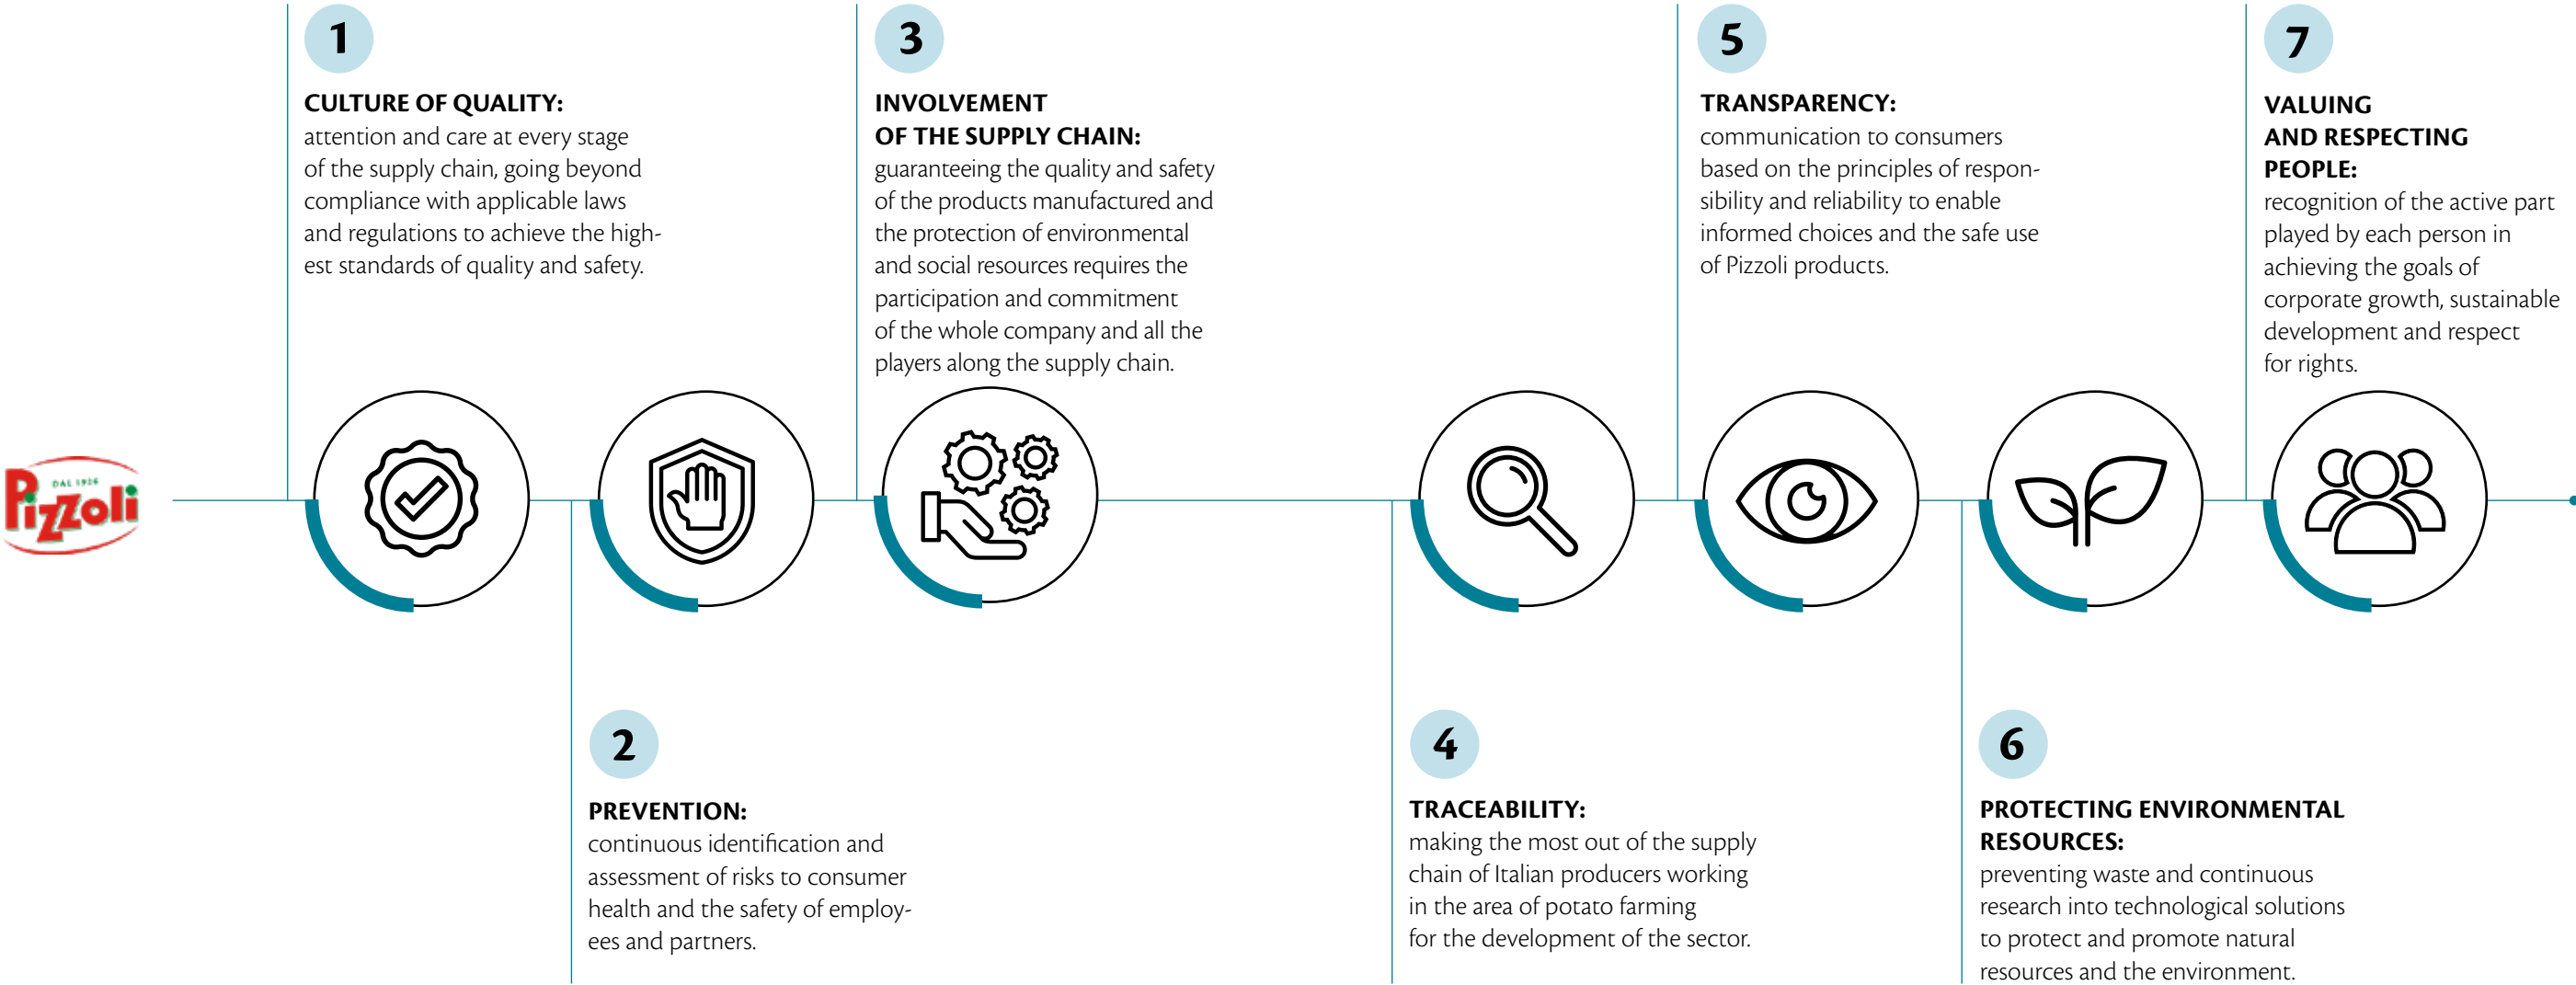 DAL 1926
Pizzoli
1
CULTURE OF QUALITY:
attention and care at every stage
of the supply chain, going beyond
compliance with applicable laws
and regulations to achieve the high-
est standards of quality and safety.
2
PREVENTION:
continuous identification and
assessment of risks to consumer
health and the safety of employ-
ees and partners.
3
INVOLVEMENT
OF THE SUPPLY CHAIN:
guaranteeing the quality and safety
of the products manufactured and
the protection of environmental
and social resources requires the
participation and commitment
of the whole company and all the
players along the supply chain.
4
TRACEABILITY:
making the most out of the supply
chain of Italian producers working
in the area of potato farming
for the development of the sector.
5
TRANSPARENCY:
communication to consumers
based on the principles of respon-
sibility and reliability to enable
informed choices and the safe use
of Pizzoli products.
6
PROTECTING ENVIRONMENTAL
RESOURCES:
preventing waste and continuous
research into technological solutions
to protect and promote natural
resources and the environment.
7
VALUING
AND RESPECTING
PEOPLE:
recognition of the active part
played by each person in
achieving the goals of
corporate growth, sustainable
development and respect
for rights.